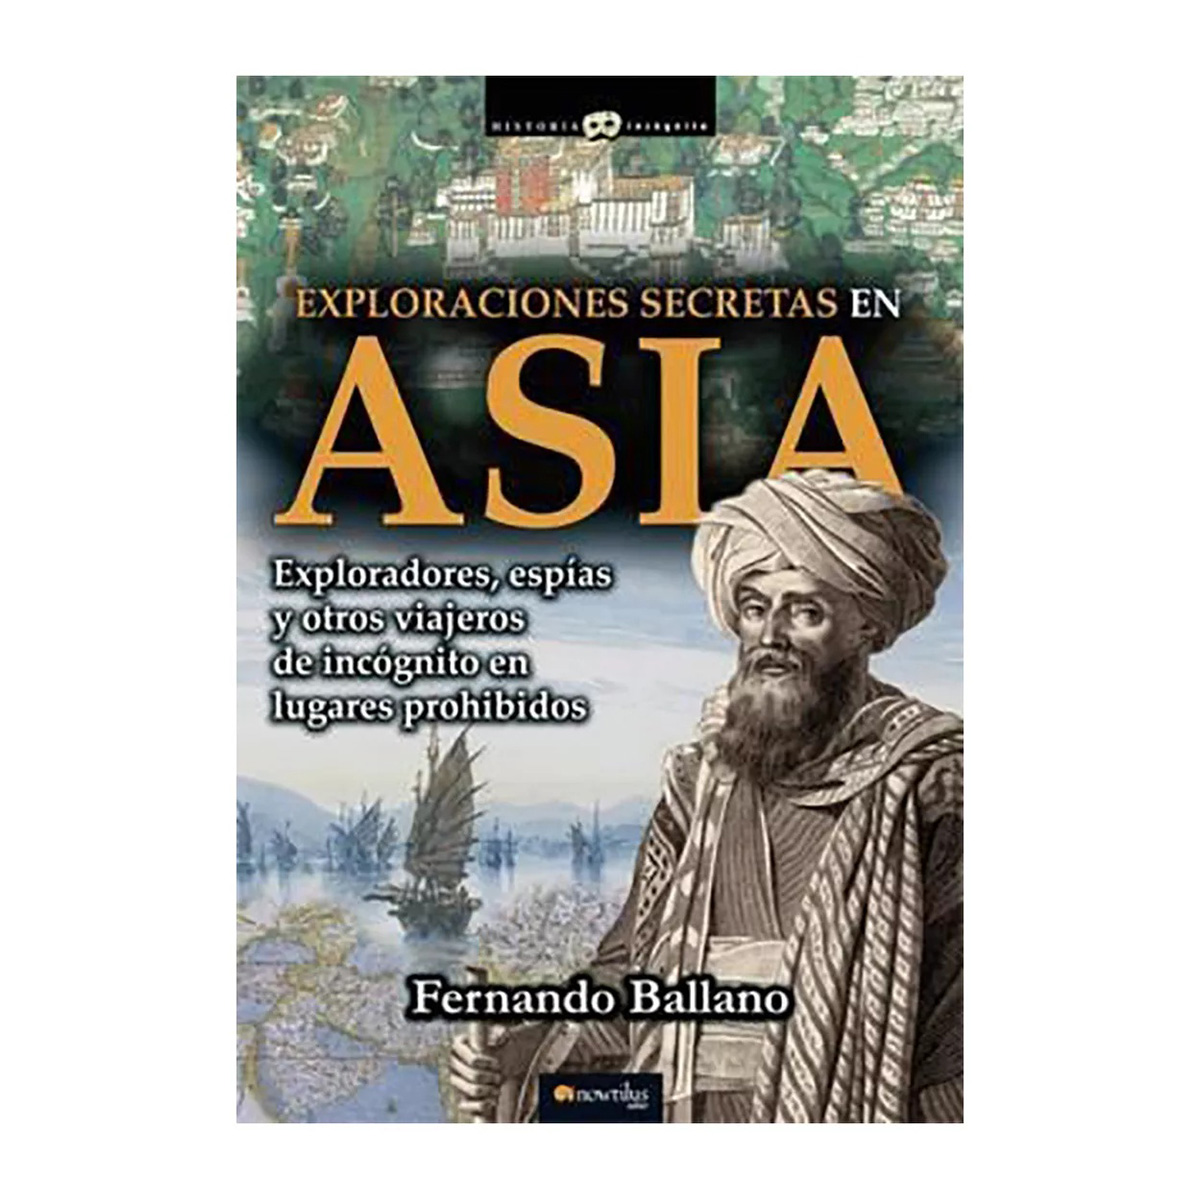 HISTORIA incógnita
EXPLORACIONES SECRETAS EN
ASIA
Exploradores, espías
y otros viajeros
de incógnito en
lugares prohibidos
Fernando Ballano
nowtilus